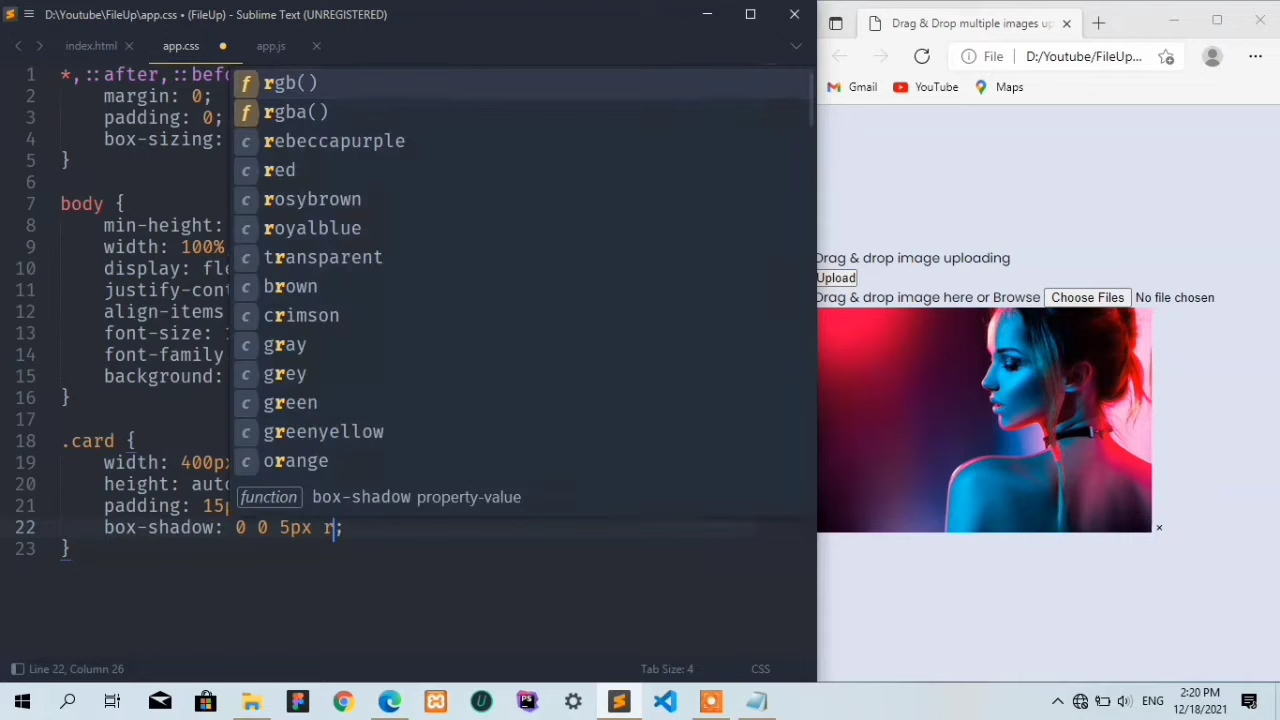 D:\Youtube\FileUp\app.css • (FileUp) - Sublime Text (UNREGISTERED)
index.html
app.css
app.js
1 *,::after,::befo
2 margin: 0;
3 padding: 0;
4 box-sizing:
5 }
6
7 body {
8 min-height:
9 width: 100%
10 display: fle
11 justify-cont
12 align-items
13 font-size:
14 font-family
15 background:
16 }
17
18 .card {
19 width: 400px
20 height: auto
21 padding: 15p
22 box-shadow: 0 0 5px r;
23 }
f rgb()
f rgba()
c rebeccapurple
c red
c rosybrown
c royalblue
c transparent
c brown
c crimson
c gray
c grey
c green
c greenyellow
c orange
function box-shadow property-value
Line 22, Column 26
Tab Size: 4
CSS
Drag & Drop multiple images up
File
D:/Youtube/FileUp...
Gmail
YouTube
Maps
Drag & drop image uploading
Upload
Drag & drop image here or Browse Choose Files No file chosen
×
ENG
2:20 PM
12/18/2021